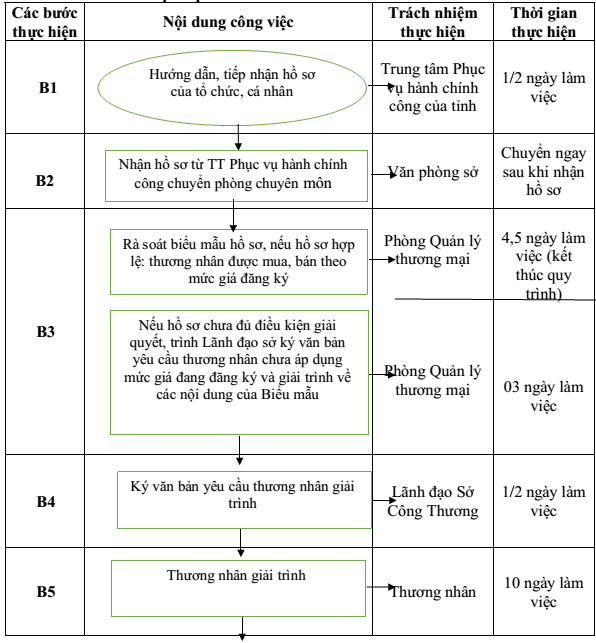 Các bước
thực hiện
Nội dung công việc
Trách nhiệm
thực hiện
Thời gian
thực hiện
B1
Hướng dẫn, tiếp nhận hồ sơ
của tổ chức, cá nhân
Trung tâm Phục
vụ hành chính
công của tỉnh
1/2 ngày làm
việc
B2
Nhận hồ sơ từ TT Phục vụ hành chính
công chuyển phòng chuyên môn
Văn phòng sở
Chuyển ngay
sau khi nhận
hồ sơ
B3
Rà soát biểu mẫu hồ sơ, nếu hồ sơ hợp
lệ: thương nhân được mua, bán theo
mức giá đăng ký
Phòng Quản lý
thương mại
4,5 ngày làm
việc (kết
thúc quy
trình)
Nếu hồ sơ chưa đủ điều kiện giải
quyết, trình Lãnh đạo sở ký văn bản
yêu cầu thương nhân chưa áp dụng
mức giá đang đăng ký và giải trình về
các nội dung của Biểu mẫu
Phòng Quản lý
thương mại
03 ngày làm
việc
B4
Ký văn bản yêu cầu thương nhân giải
trình
Lãnh đạo Sở
Công Thương
1/2 ngày làm
việc
B5
Thương nhân giải trình
Thương nhân
10 ngày làm
việc